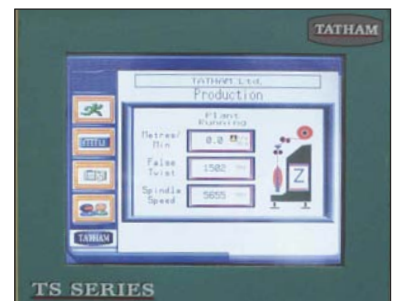 TATHAM
TATHAM Ltd.
Production
Plant
Running
Metres/
Min
0.0
False
Twist
1502
Spindle
Speed
5655
Z
TATHAM
TS SERIES